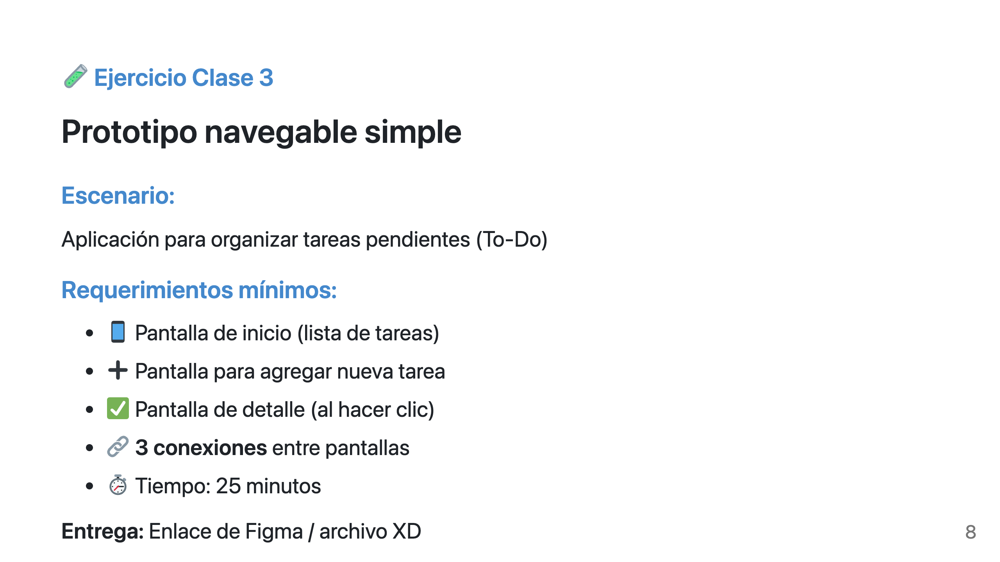 🧪 Ejercicio Clase 3
Prototipo navegable simple
Escenario:
Aplicación para organizar tareas pendientes (To-Do)
Requerimientos mínimos:
• 📱 Pantalla de inicio (lista de tareas)
• ➕ Pantalla para agregar nueva tarea
• ✅ Pantalla de detalle (al hacer clic)
• 🔗 3 conexiones entre pantallas
• ⏱ Tiempo: 25 minutos
Entrega: Enlace de Figma / archivo XD
8